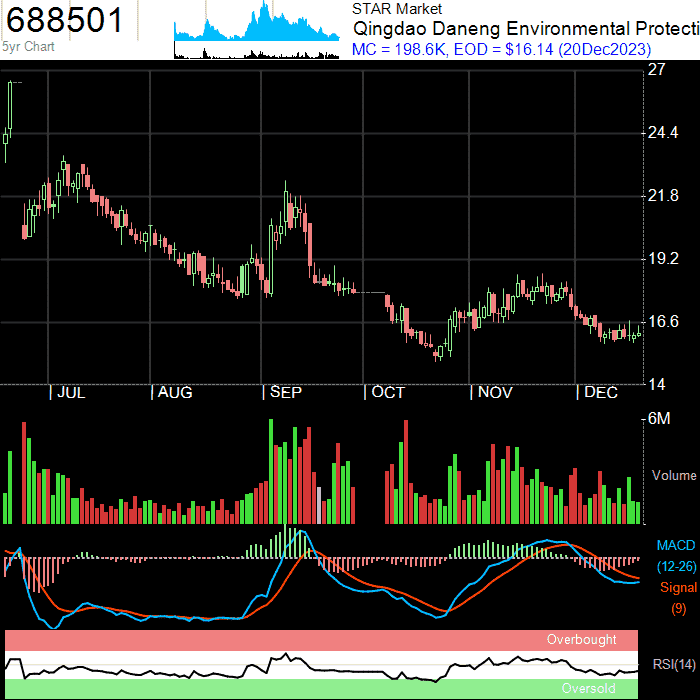 688501
5yr Chart
STAR Market
Qingdao Daneng Environmental Protecti
MC = 198.6K, EOD = $16.14 (20Dec2023)
27
24.4
21.8
19.2
16.6
14
| JUL | AUG | SEP | OCT | NOV | DEC
6M
Volume
MACD
(12-26)
Signal
(9)
Overbought
RSI(14)
Oversold